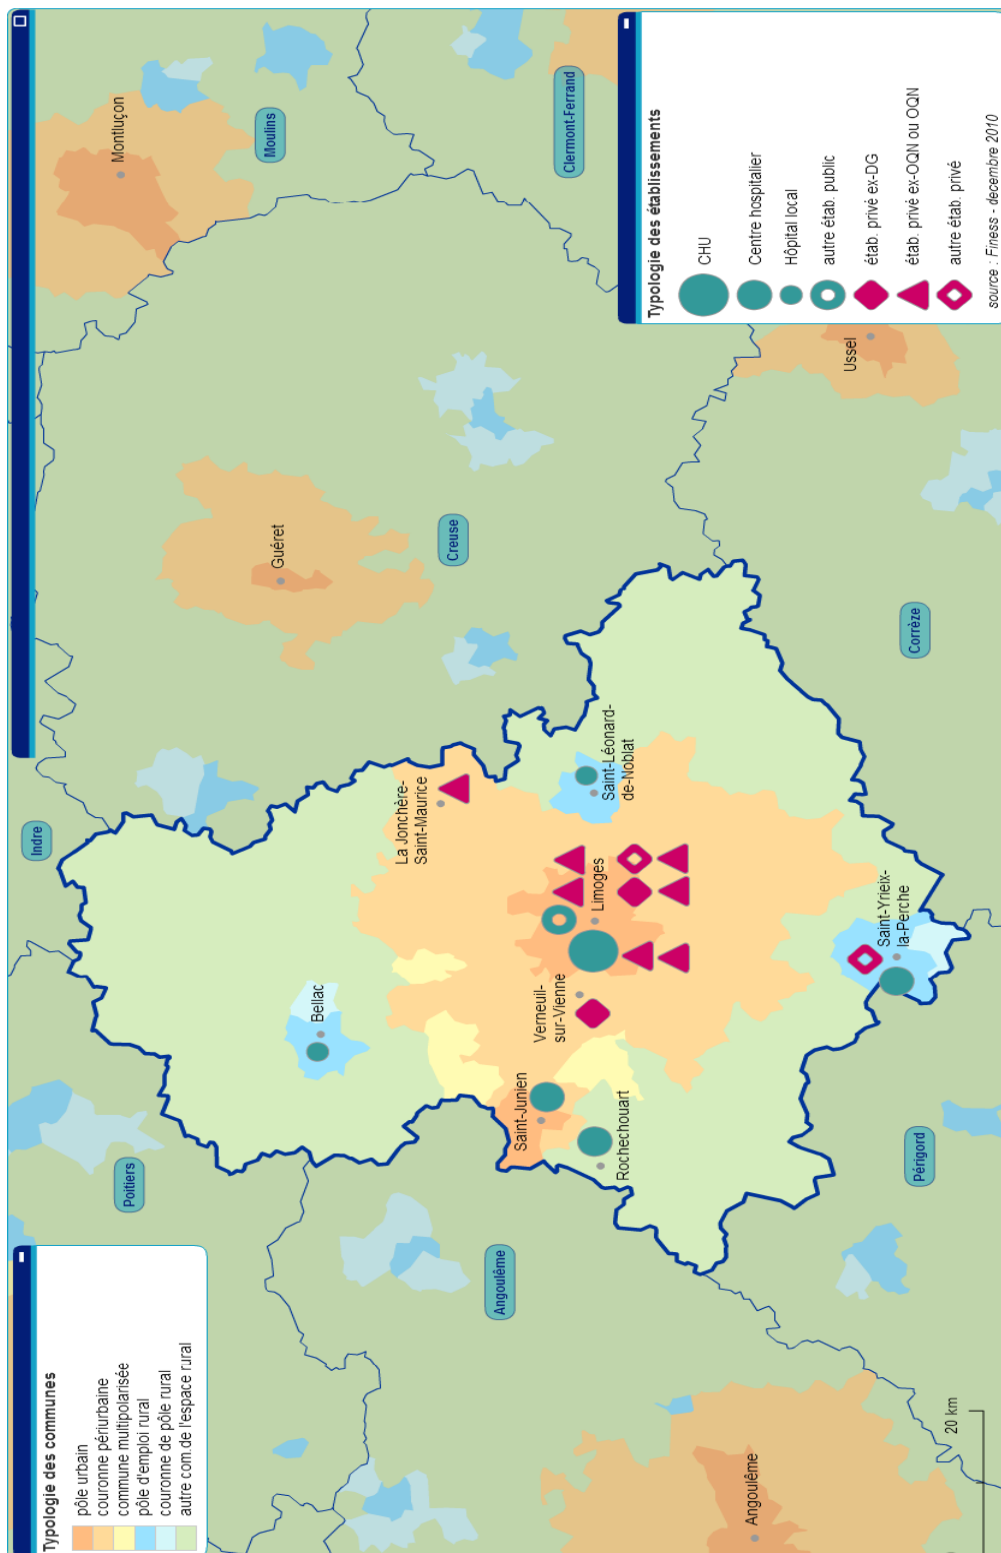 Typologie des communes
pôle urbain
couronne périurbaine
commune multipolarisée
pôle d'emploi rural
couronne de pôle rural
autre com.de l'espace rural
Poitiers
Indre
Moulins
Montluçon
Clermont-Ferrand
Guéret
Creuse
Bellac
La Jonchère-
Saint-Maurice
Angoulême
Saint-Junien
Rochechouart
Verneuil-
sur-Vienne
Limoges
Saint-Léonard-
de-Noblat
Ussel
Angoulême
Périgord
Saint-Yrieix-
la-Perche
Corrèze
20 km
Typologie des établissements
CHU
Centre hospitalier
Hôpital local
autre étab. public
étab. privé ex-DG
étab. privé ex-OQN ou OQN
autre étab. privé
source : Finess - decembre 2010